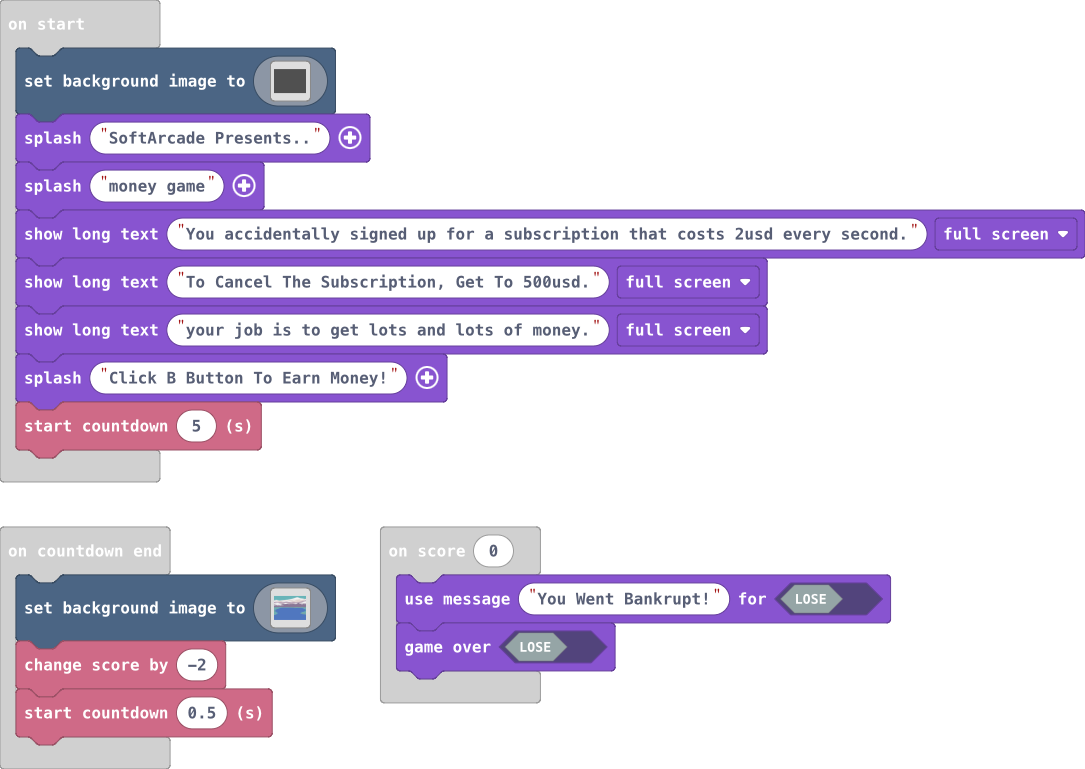 on start
set background image to
splash "SoftArcade Presents.."
splash "money game"
show long text "You accidentally signed up for a subscription that costs 2usd every second." full screen
show long text "To Cancel The Subscription, Get To 500usd." full screen
show long text "your job is to get lots and lots of money." full screen
splash "Click B Button To Earn Money!"
start countdown 5 (s)
on countdown end
set background image to
change score by -2
start countdown 0.5 (s)
on score 0
use message "You Went Bankrupt!" for LOSE
game over LOSE